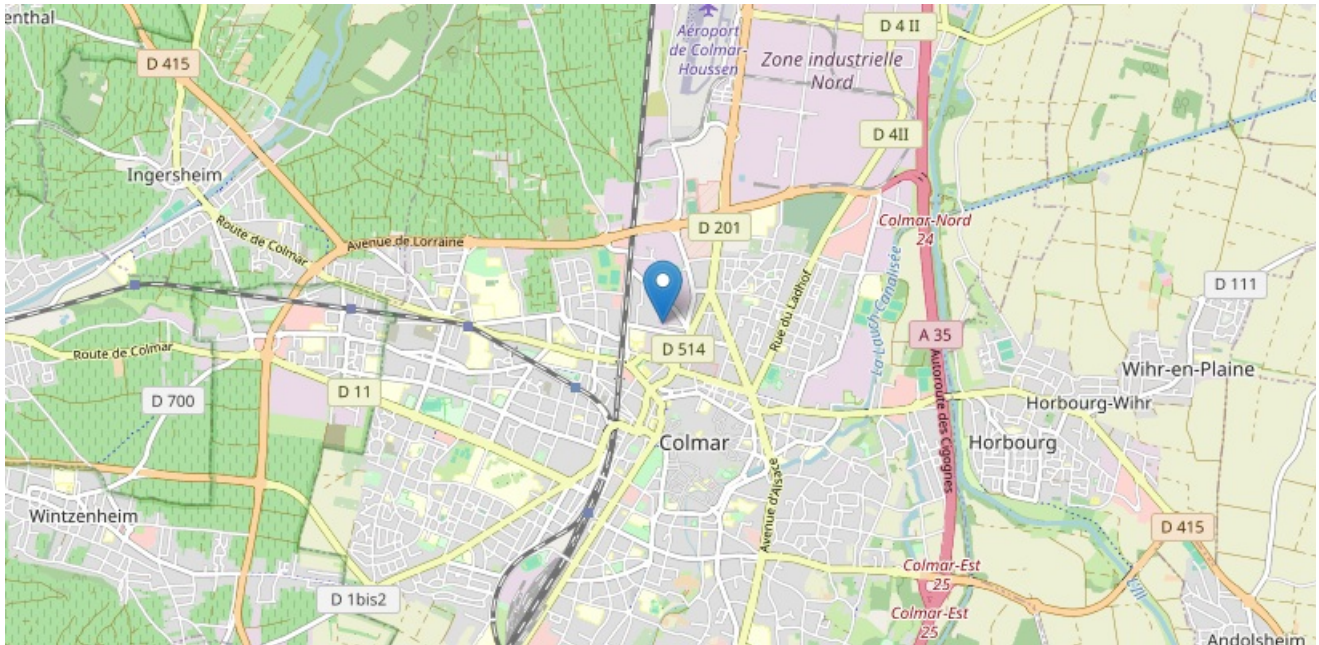 enthal
D 415
Aéroport
de Colmar-
Houssen
Zone industrielle
Nord
D 4 II
D 4II
Ingersheim
Route de Colmar
Avenue de Lorraine
D 201
Colmar-Nord
24
La Lauch Canalisée
Rue du Ladhof
D 111
D 514
A 35
Autoroute des Cigognes
Route de Colmar
D 700
D 11
Wihr-en-Plaine
Horbourg-Wihr
Colmar
Horbourg
Avenue d'Alsace
Wintzenheim
D 415
Colmar-Est
25
D 1bis2
Colmar-Est
25
l'Ill
Andolsheim